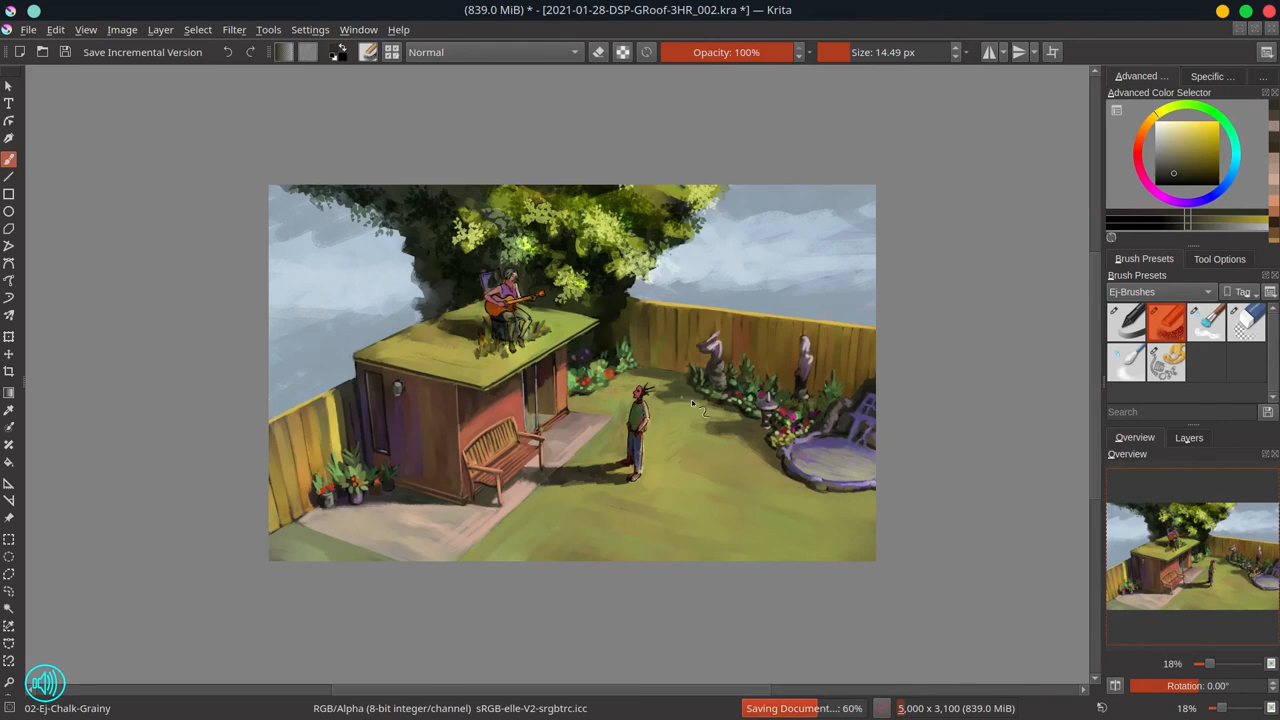 (839.0 MiB) * - [2021-01-28-DSP-GRoof-3HR_002.kra *] — Krita
File Edit View Image Layer Select Filter Tools Settings Window Help
Save Incremental Version Normal Opacity: 100% Size: 14.49 px
Advanced ... Specific ... ...
Advanced Color Selector
Brush Presets Tool Options
Brush Presets
Ej-Brushes Tag
Search
Overview Layers
Overview
18%
Rotation: 0.00°
02-Ej-Chalk-Grainy RGB/Alpha (8-bit integer/channel) sRGB-elle-V2-srgbtrc.icc Saving Document...: 60% 5,000 x 3,100 (839.0 MiB) 18%